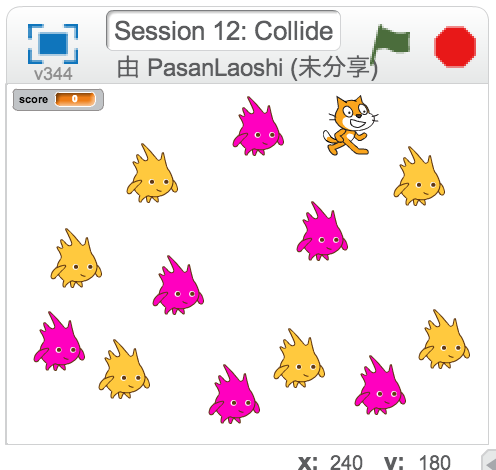 Session 12: Collide
v344
由 PasanLaoshi (未分享)
score 0
x: 240 y: 180